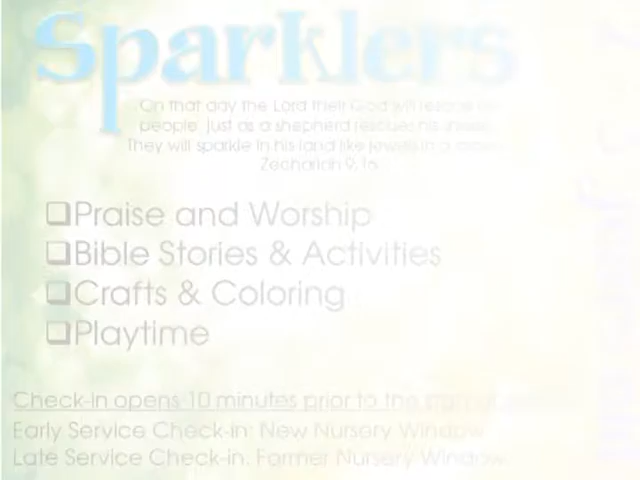 Sparklers
On that day the Lord their God will rescue his
people, just as a shepherd rescues his sheep.
They will sparkle in his land like jewels in a crown.
Zechariah 9:16
❑Praise and Worship
❑Bible Stories & Activities
❑Crafts & Coloring
❑Playtime
Check-in opens 10 minutes prior to the start of
Early Service Check-in: New Nursery Window
Late Service Check-in: Former Nursery Window